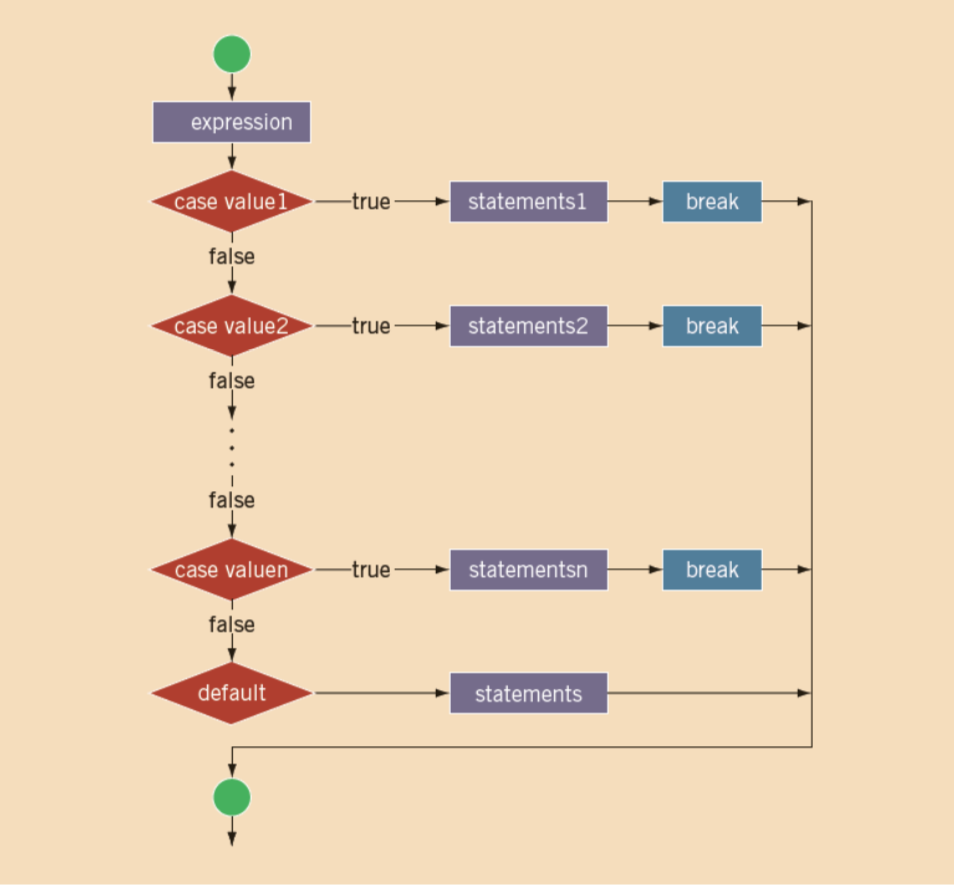 expression
case value1 true statements1 break
false
case value2 true statements2 break
false
false
case valuen true statementsn break
false
default statements